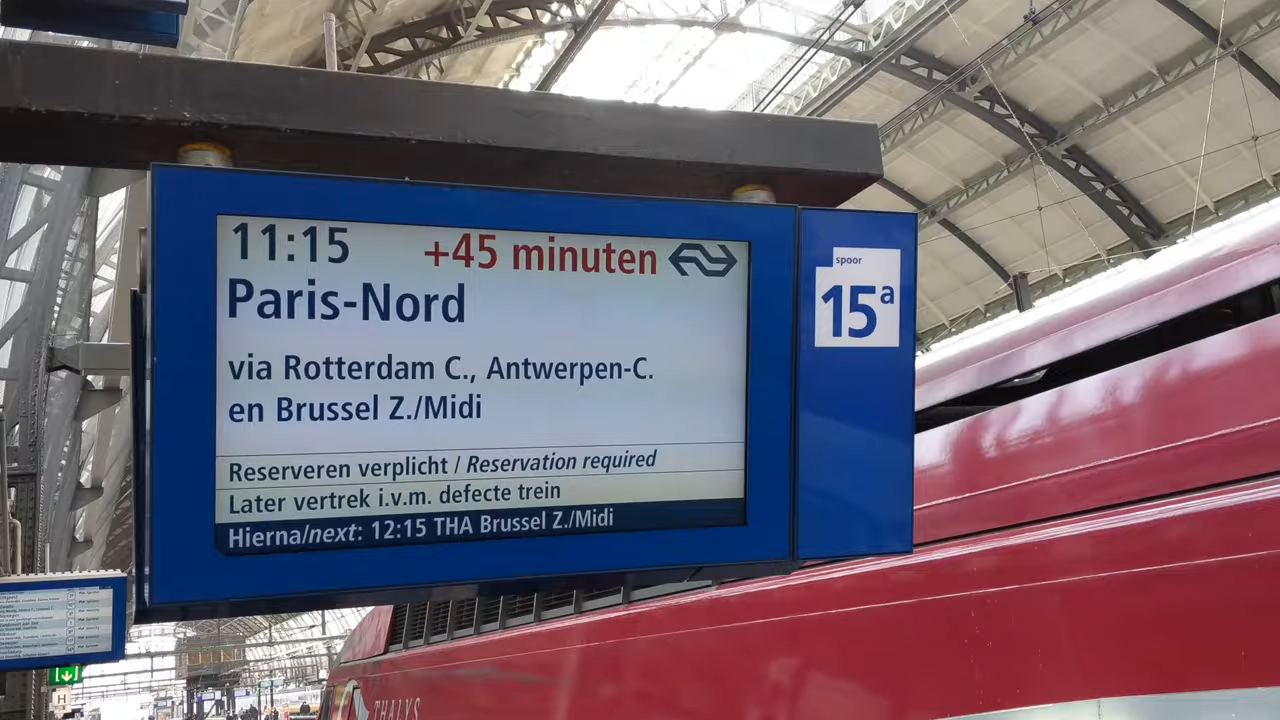 11:15 +45 minuten
Paris-Nord
via Rotterdam C., Antwerpen-C.
en Brussel Z./Midi
Reserveren verplicht / Reservation required
Later vertrek i.v.m. defecte trein
Hierna/next: 12:15 THA Brussel Z./Midi
spoor
15a
H
THALYS